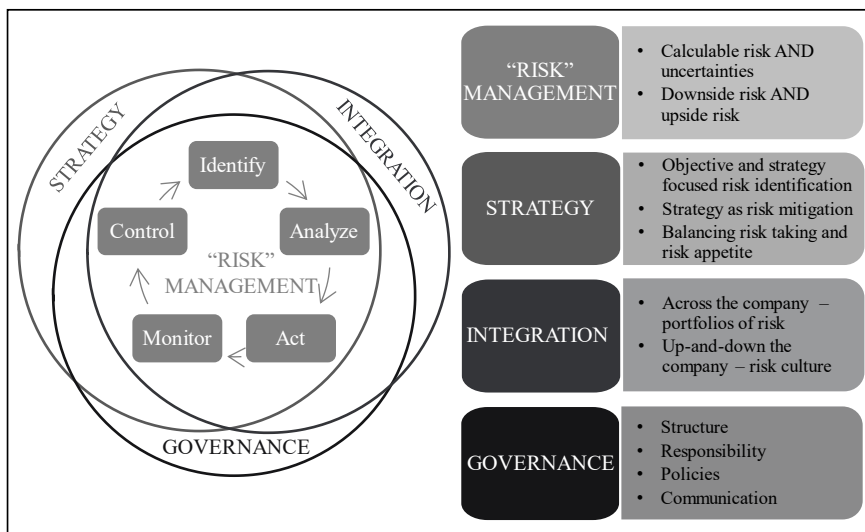 STRATEGY
INTEGRATION
Identify
Control
Analyze
“RISK”
MANAGEMENT
Monitor
Act
GOVERNANCE
“RISK”
MANAGEMENT
• Calculable risk AND
uncertainties
• Downside risk AND
upside risk
STRATEGY
• Objective and strategy
focused risk identification
• Strategy as risk mitigation
• Balancing risk taking and
risk appetite
INTEGRATION
• Across the company –
portfolios of risk
• Up-and-down the
company – risk culture
GOVERNANCE
• Structure
• Responsibility
• Policies
• Communication